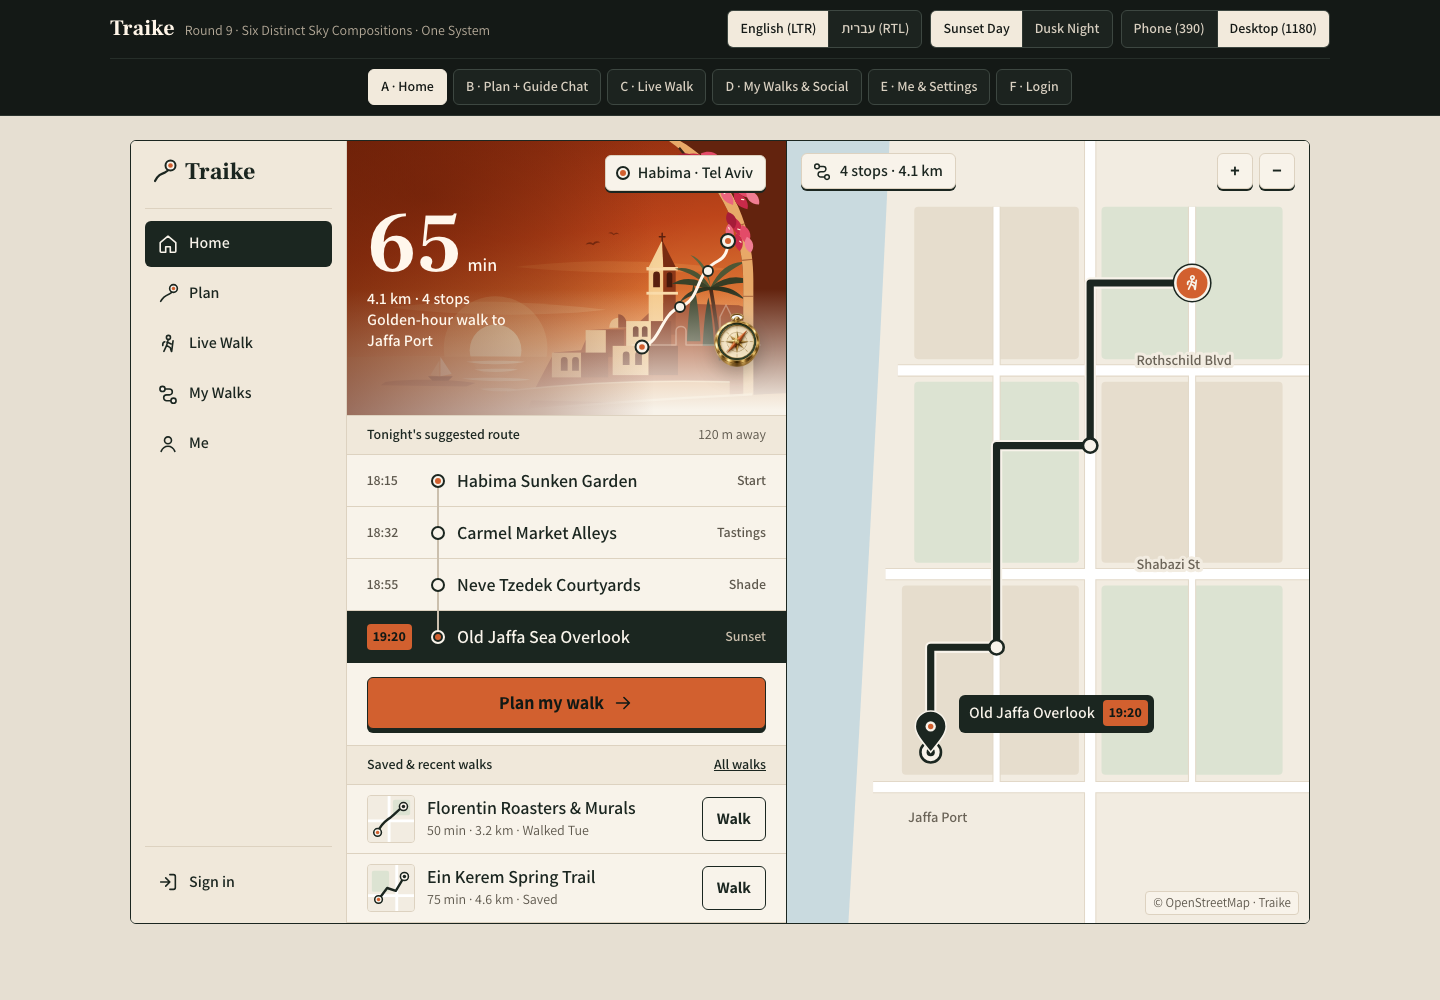 Traike Round 9 · Six Distinct Sky Compositions · One System
English (LTR) עברית (RTL) Sunset Day Dusk Night Phone (390) Desktop (1180)
A · Home B · Plan + Guide Chat C · Live Walk D · My Walks & Social E · Me & Settings F · Login
Traike
Home
Plan
Live Walk
My Walks
Me
Sign in
Habima · Tel Aviv
65 min
4.1 km · 4 stops
Golden-hour walk to
Jaffa Port
Tonight's suggested route 120 m away
18:15 Habima Sunken Garden Start
18:32 Carmel Market Alleys Tastings
18:55 Neve Tzedek Courtyards Shade
19:20 Old Jaffa Sea Overlook Sunset
Plan my walk →
Saved & recent walks All walks
Florentin Roasters & Murals
50 min · 3.2 km · Walked Tue
Walk
Ein Kerem Spring Trail
75 min · 4.6 km · Saved
Walk
4 stops · 4.1 km
+ −
Rothschild Blvd
Shabazi St
Old Jaffa Overlook 19:20
Jaffa Port
© OpenStreetMap · Traike